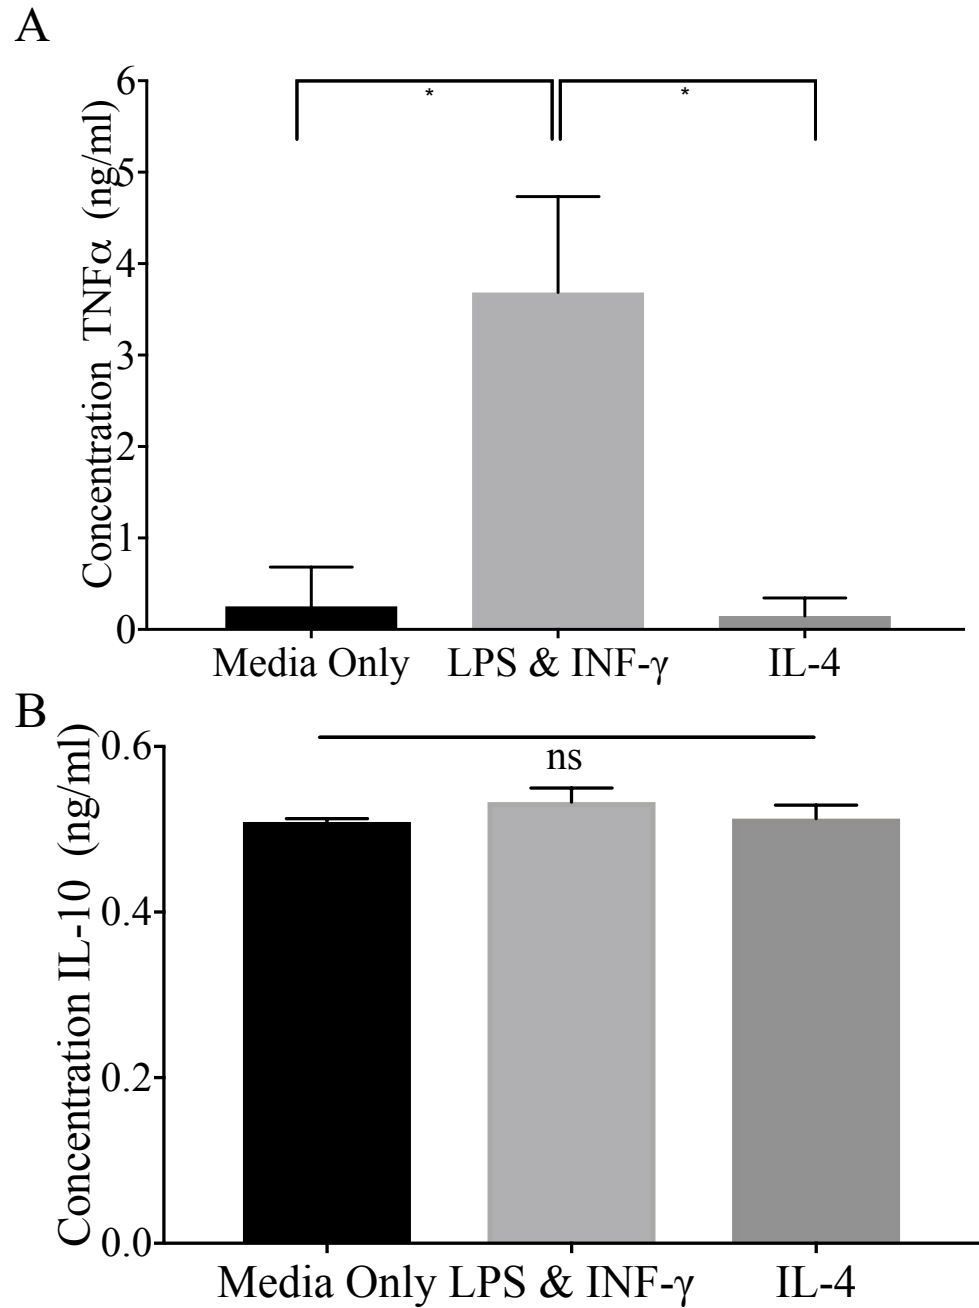 A
Concentration TNFα (ng/ml)
6
5
4
3
2
1
0
*
*
Media Only
LPS & INF-γ
IL-4
B
Concentration IL-10 (ng/ml)
0.6
0.4
0.2
0.0
ns
Media Only
LPS & INF-γ
IL-4